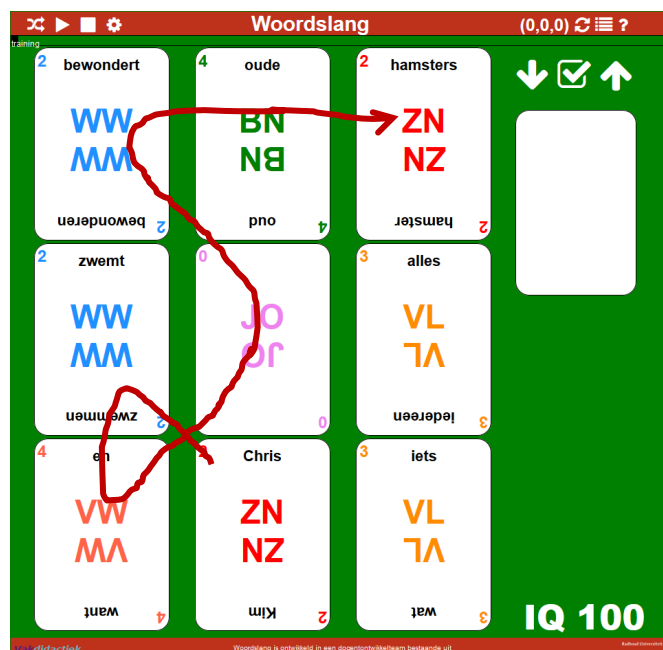 Woordslang
(0,0,0)
?
training
2 bewondert
WW
WW
bewonderen 2
4 oude
BN
BN
oud 4
2 hamsters
ZN
ZN
hamster 2
2 zwemt
WW
WW
zwemmen 2
0
JO
JO
0
3 alles
VL
VL
iedereen 3
4 en
VW
VW
want 4
Chris
ZN
ZN
Kim 2
3 iets
VL
VL
wat 3
IQ 100
Vakdidactiek
Woordslang is ontwikkeld in een docentontwikkelteam bestaande uit
Radboud Universiteit